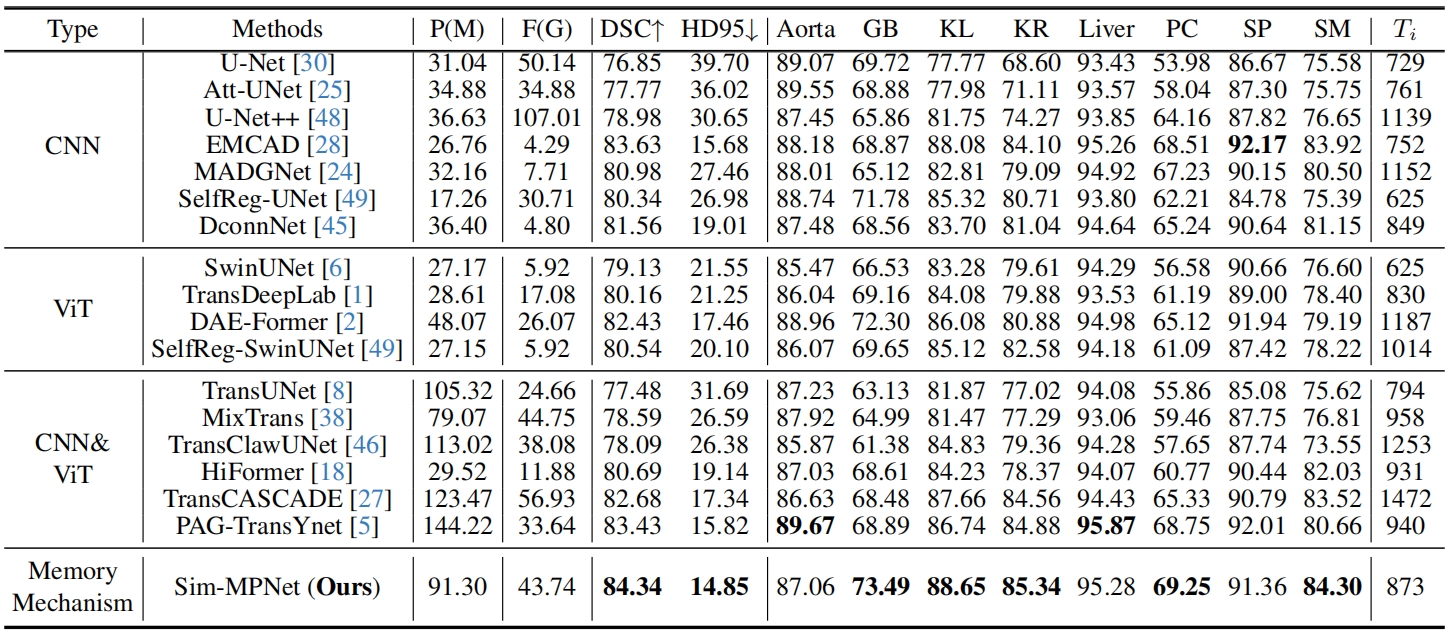 Type Methods P(M) F(G) DSC↑ HD95↓ Aorta GB KL KR Liver PC SP SM Ti
CNN
U-Net [30] 31.04 50.14 76.85 39.70 89.07 69.72 77.77 68.60 93.43 53.98 86.67 75.58 729
Att-UNet [25] 34.88 34.88 77.77 36.02 89.55 68.88 77.98 71.11 93.57 58.04 87.30 75.75 761
U-Net++ [48] 36.63 107.01 78.98 30.65 87.45 65.86 81.75 74.27 93.85 64.16 87.82 76.65 1139
EMCAD [28] 26.76 4.29 83.63 15.68 88.18 68.87 88.08 84.10 95.26 68.51 92.17 83.92 752
MADGNet [24] 32.16 7.71 80.98 27.46 88.01 65.12 82.81 79.09 94.92 67.23 90.15 80.50 1152
SelfReg-UNet [49] 17.26 30.71 80.34 26.98 88.74 71.78 85.32 80.71 93.80 62.21 84.78 75.39 625
DconnNet [45] 36.40 4.80 81.56 19.01 87.48 68.56 83.70 81.04 94.64 65.24 90.64 81.15 849
ViT
SwinUNet [6] 27.17 5.92 79.13 21.55 85.47 66.53 83.28 79.61 94.29 56.58 90.66 76.60 625
TransDeepLab [1] 28.61 17.08 80.16 21.25 86.04 69.16 84.08 79.88 93.53 61.19 89.00 78.40 830
DAE-Former [2] 48.07 26.07 82.43 17.46 88.96 72.30 86.08 80.88 94.98 65.12 91.94 79.19 1187
SelfReg-SwinUNet [49] 27.15 5.92 80.54 20.10 86.07 69.65 85.12 82.58 94.18 61.09 87.42 78.22 1014
CNN&
ViT
TransUNet [8] 105.32 24.66 77.48 31.69 87.23 63.13 81.87 77.02 94.08 55.86 85.08 75.62 794
MixTrans [38] 79.07 44.75 78.59 26.59 87.92 64.99 81.47 77.29 93.06 59.46 87.75 76.81 958
TransClawUNet [46] 113.02 38.08 78.09 26.38 85.87 61.38 84.83 79.36 94.28 57.65 87.74 73.55 1253
HiFormer [18] 29.52 11.88 80.69 19.14 87.03 68.61 84.23 78.37 94.07 60.77 90.44 82.03 931
TransCASCADE [27] 123.47 56.93 82.68 17.34 86.63 68.48 87.66 84.56 94.43 65.33 90.79 83.52 1472
PAG-TransYnet [5] 144.22 33.64 83.43 15.82 89.67 68.89 86.74 84.88 95.87 68.75 92.01 80.66 940
Memory
Mechanism
Sim-MPNet (Ours) 91.30 43.74 84.34 14.85 87.06 73.49 88.65 85.34 95.28 69.25 91.36 84.30 873